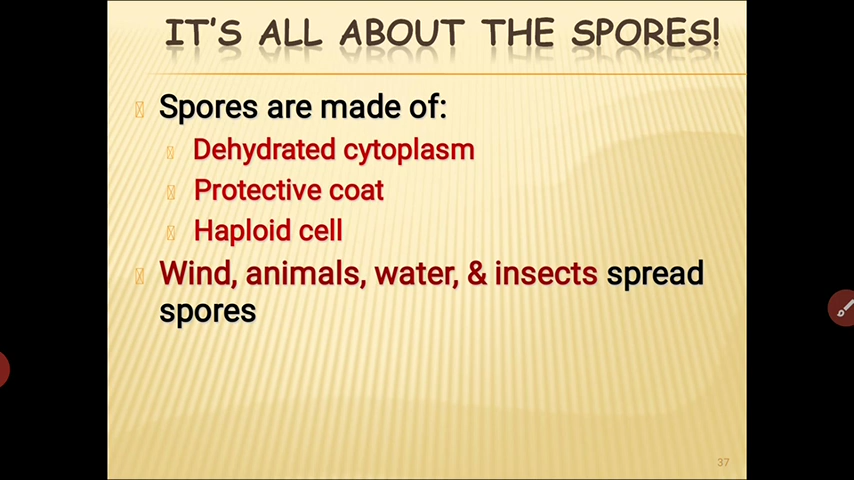 IT'S ALL ABOUT THE SPORES!
Spores are made of:
Dehydrated cytoplasm
Protective coat
Haploid cell
Wind, animals, water, & insects spread
spores
37